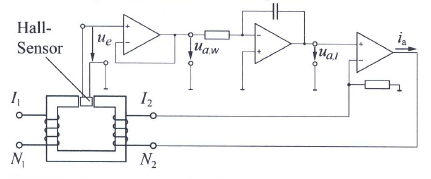 Hall-
Sensor
+
-
u_e
u_a,w
-
+
u_a,I
+
-
i_a
I_1
I_2
N_1
N_2